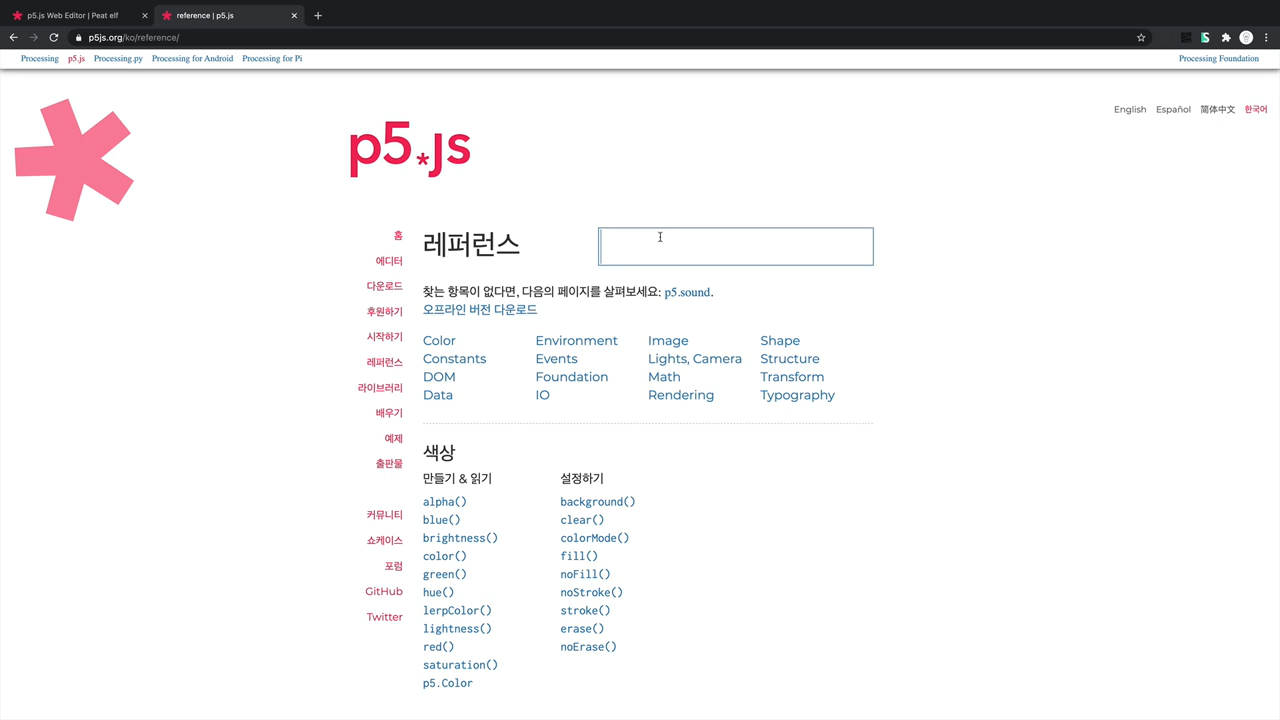 p5.js Web Editor | Peat elf
reference | p5.js
p5js.org/ko/reference/
Processing p5.js Processing.py Processing for Android Processing for Pi Processing Foundation
English Español 简体中文 한국어
p5.js
홈
에디터
다운로드
후원하기
시작하기
레퍼런스
라이브러리
배우기
예제
출판물
커뮤니티
쇼케이스
포럼
GitHub
Twitter
레퍼런스
찾는 항목이 없다면, 다음의 페이지를 살펴보세요: p5.sound.
오프라인 버전 다운로드
Color Environment Image Shape
Constants Events Lights, Camera Structure
DOM Foundation Math Transform
Data IO Rendering Typography
색상
만들기 & 읽기
alpha()
blue()
brightness()
color()
green()
hue()
lerpColor()
lightness()
red()
saturation()
p5.Color
설정하기
background()
clear()
colorMode()
fill()
noFill()
noStroke()
stroke()
erase()
noErase()